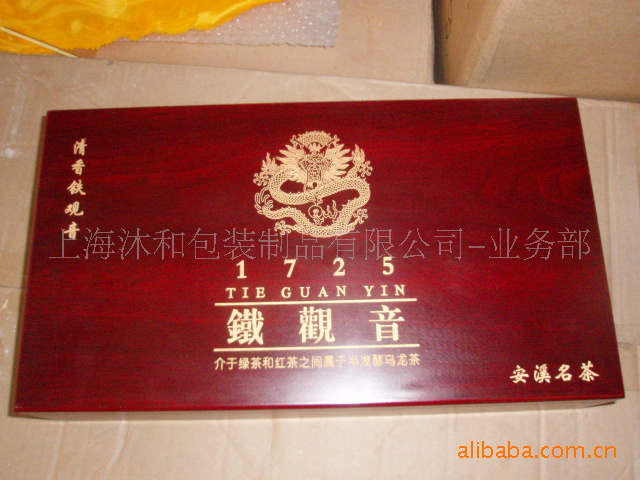 清香铁观音
上海沐和包装制品有限公司-业务部
1725
TIE GUAN YIN
鐵觀音
介于绿茶和红茶之间属于半发酵乌龙茶
安溪名茶
alibaba.com.cn